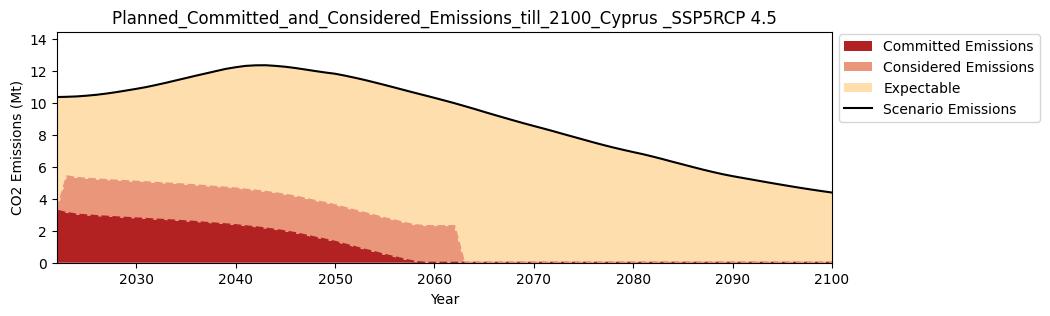 Planned_Committed_and_Considered_Emissions_till_2100_Cyprus _SSP5RCP 4.5
CO2 Emissions (Mt)
14
12
10
8
6
4
2
0
2030 2040 2050 2060 2070 2080 2090 2100
Year
Committed Emissions
Considered Emissions
Expectable
Scenario Emissions